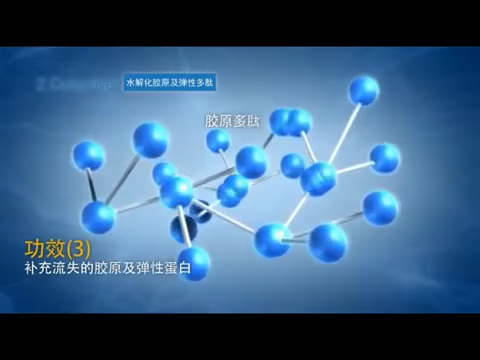 水解化胶原及弹性多肽
胶原多肽
功效(3)
补充流失的胶原及弹性蛋白